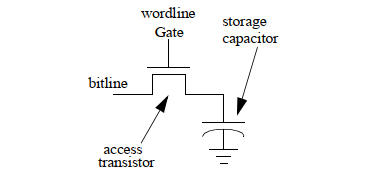 wordline
Gate
storage
capacitor
bitline
access
transistor